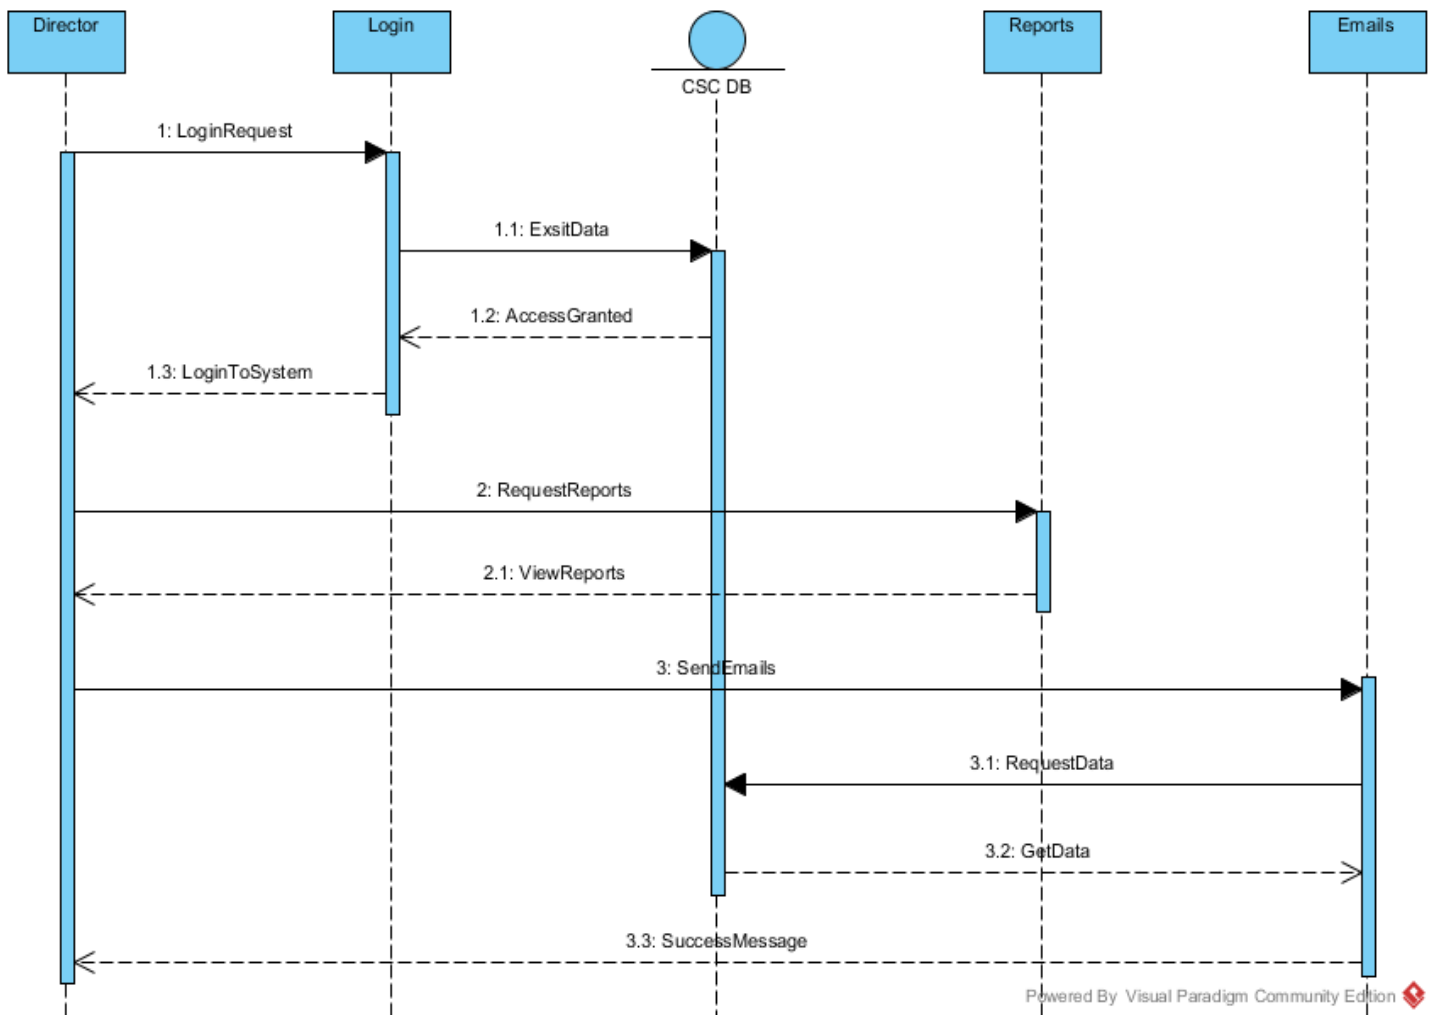 Director
Login
CSC DB
Reports
Emails
1: LoginRequest
1.1: ExsitData
1.2: AccessGranted
1.3: LoginToSystem
2: RequestReports
2.1: ViewReports
3: SendEmails
3.1: RequestData
3.2: GetData
3.3: SuccessMessage
Powered By Visual Paradigm Community Edition